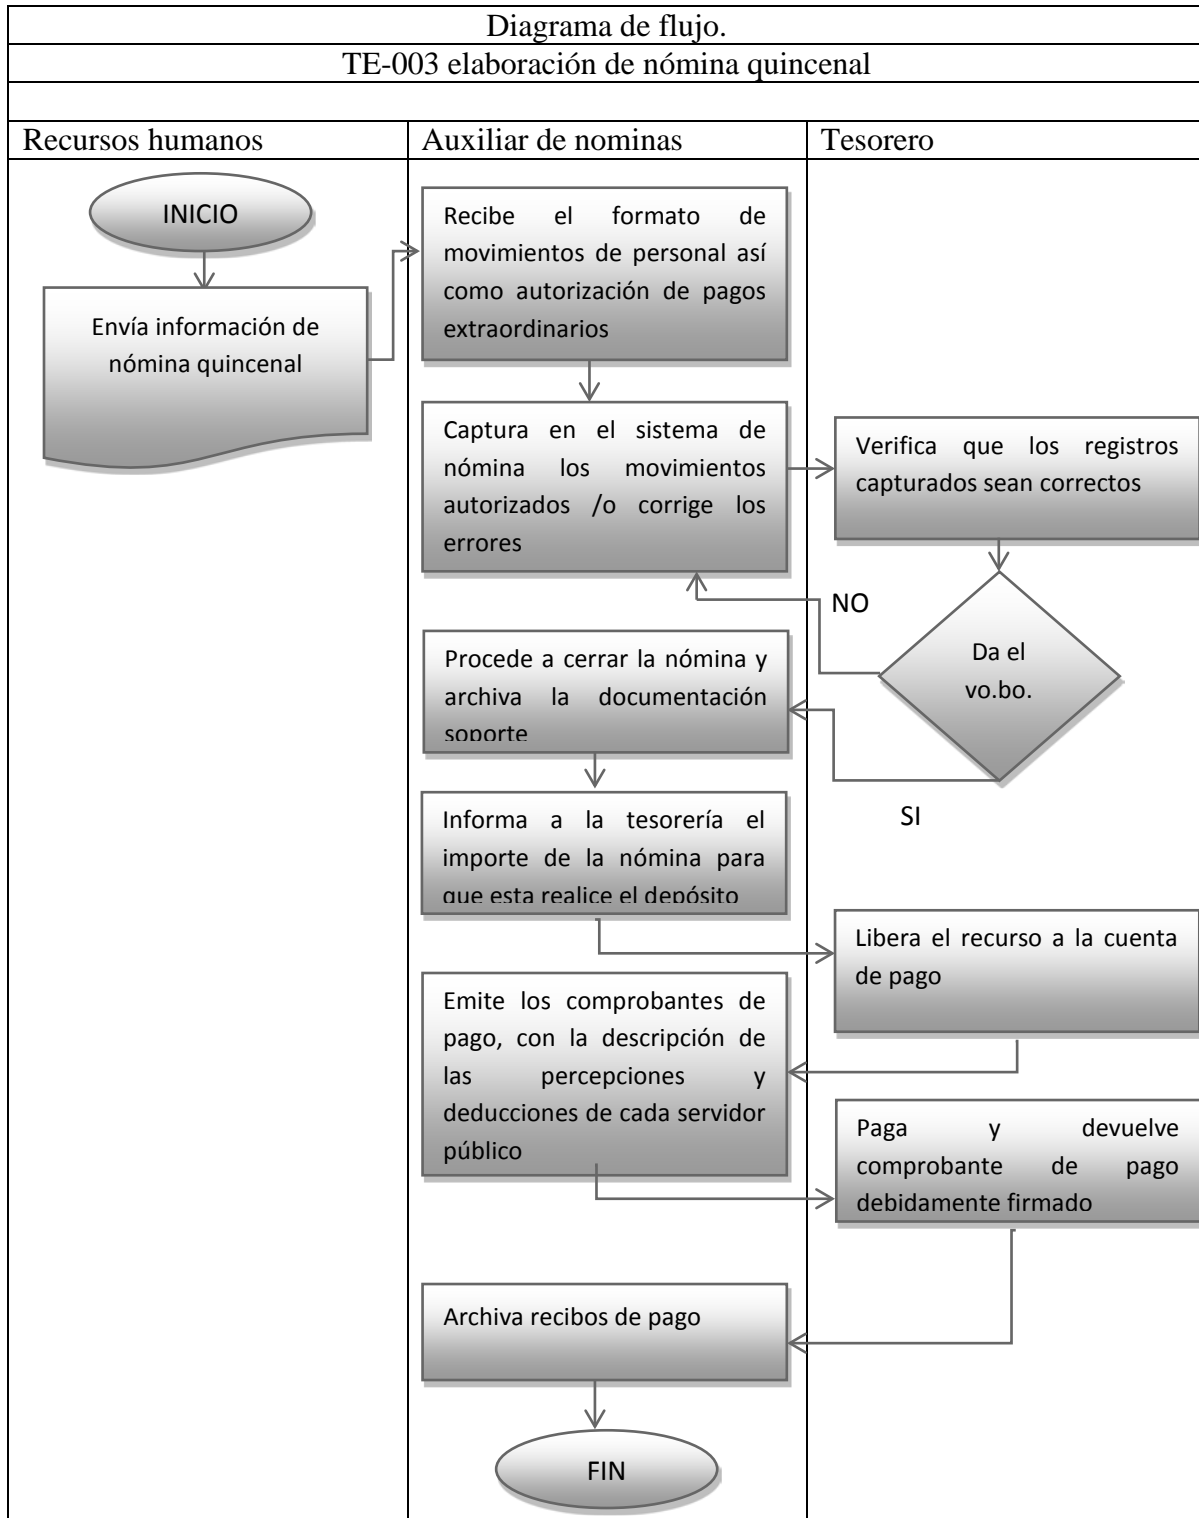 Diagrama de flujo.
TE-003 elaboración de nómina quincenal
Recursos humanos
Auxiliar de nominas
Tesorero
INICIO
Envía información de
nómina quincenal
Recibe el formato de
movimientos de personal así
como autorización de pagos
extraordinarios
Captura en el sistema de
nómina los movimientos
autorizados /o corrige los
errores
Verifica que los registros
capturados sean correctos
Da el
vo.bo.
NO
SI
Procede a cerrar la nómina y
archiva la documentación
soporte
Informa a la tesorería el
importe de la nómina para
que esta realice el depósito
Libera el recurso a la cuenta
de pago
Emite los comprobantes de
pago, con la descripción de
las percepciones y
deducciones de cada servidor
público
Paga y devuelve
comprobante de pago
debidamente firmado
Archiva recibos de pago
FIN